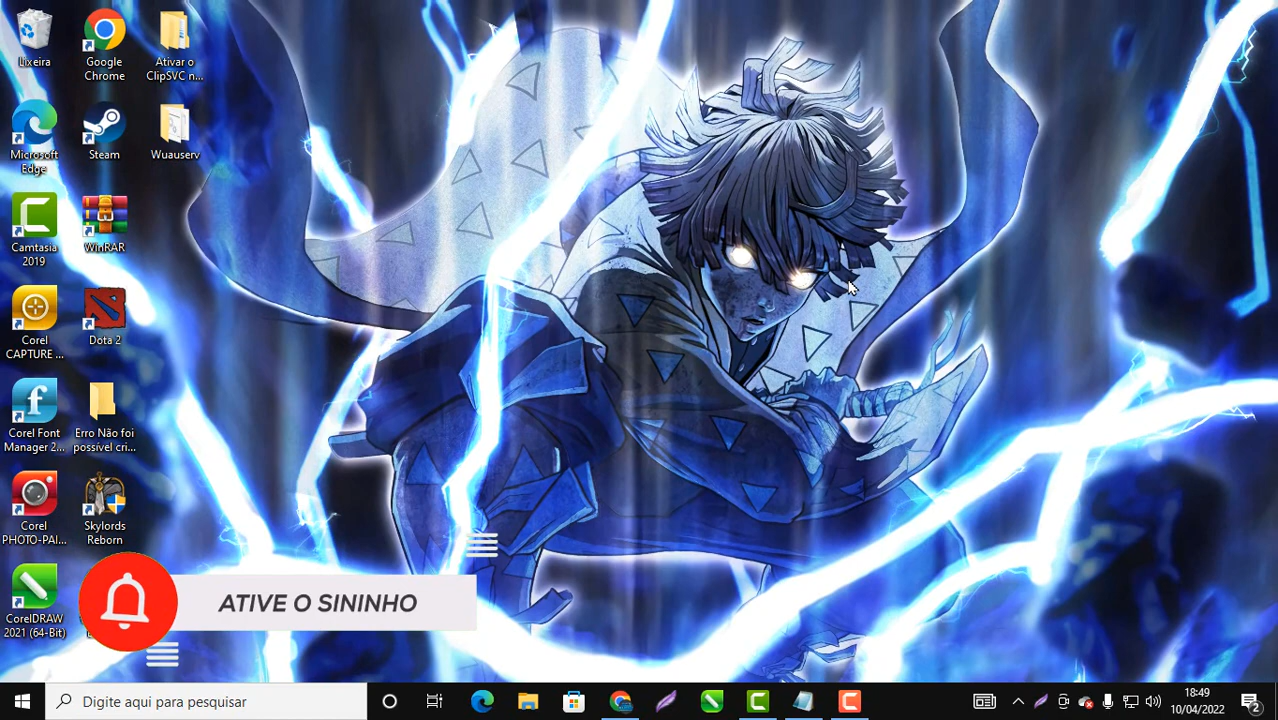 Lixeira
Google
Chrome
Ativar o
ClipSVC n...
Microsoft
Edge
Steam
Wuauserv
Camtasia
2019
WinRAR
Corel
CAPTURE ...
Dota 2
Corel Font
Manager 2...
Erro Não foi
possível cri...
Corel
PHOTO-PAI...
Skylords
Reborn
CorelDRAW
2021 (64-Bit)
ATIVE O SININHO
Digite aqui para pesquisar
18:49
10/04/2022
2